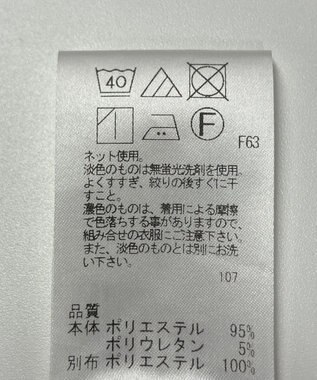 40
F
F63
ネット使用。
淡色のものは無蛍光洗剤を使用。
よくすすぎ、絞りの後すぐに干
すこと。
濃色のものは、着用による摩擦
で色落ちする事がありますので、
組み合せの衣服にご注意下さい。
また、淡色のものとは別にお洗
い下さい。
107
品質
本体 ポリエステル 95%
ポリウレタン 5%
別布 ポリエステル 100%